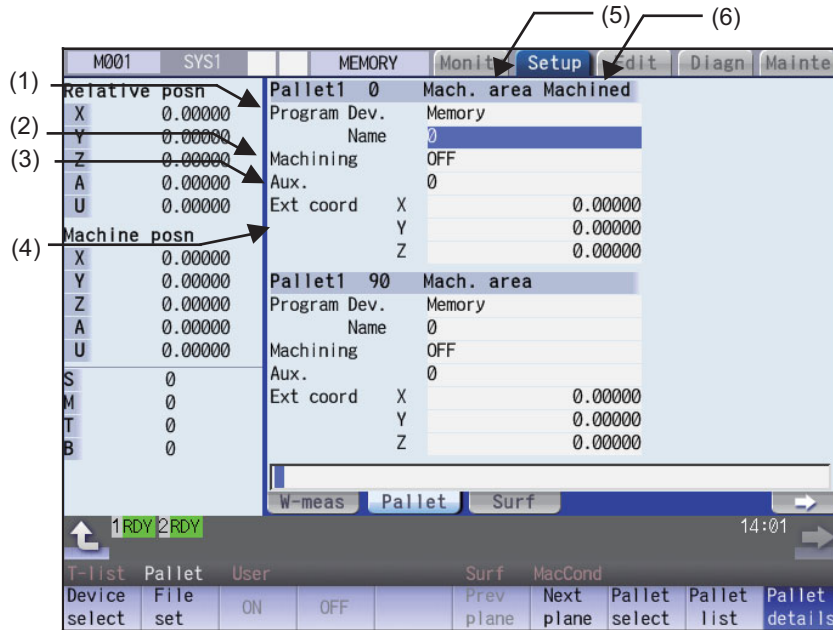 (5) (6)
M001 SYS1 MEMORY Monit Setup Edit Diagn Mainte
(1)
(2)
(3)
(4)
Relative posn
X 0.00000
Y 0.00000
Z 0.00000
A 0.00000
U 0.00000
Machine posn
X 0.00000
Y 0.00000
Z 0.00000
A 0.00000
U 0.00000
S 0
M 0
T 0
B 0
Pallet1 0 Mach. area Machined
Program Dev. Memory
Name 0
Machining OFF
Aux. 0
Ext coord X 0.00000
Y 0.00000
Z 0.00000
Pallet1 90 Mach. area
Program Dev. Memory
Name 0
Machining OFF
Aux. 0
Ext coord X 0.00000
Y 0.00000
Z 0.00000
W-meas Pallet Surf
1 RDY 2 RDY 14:01
T-list Pallet User Surf MacCond
Device select File set ON OFF Prev plane Next plane Pallet select Pallet list Pallet details